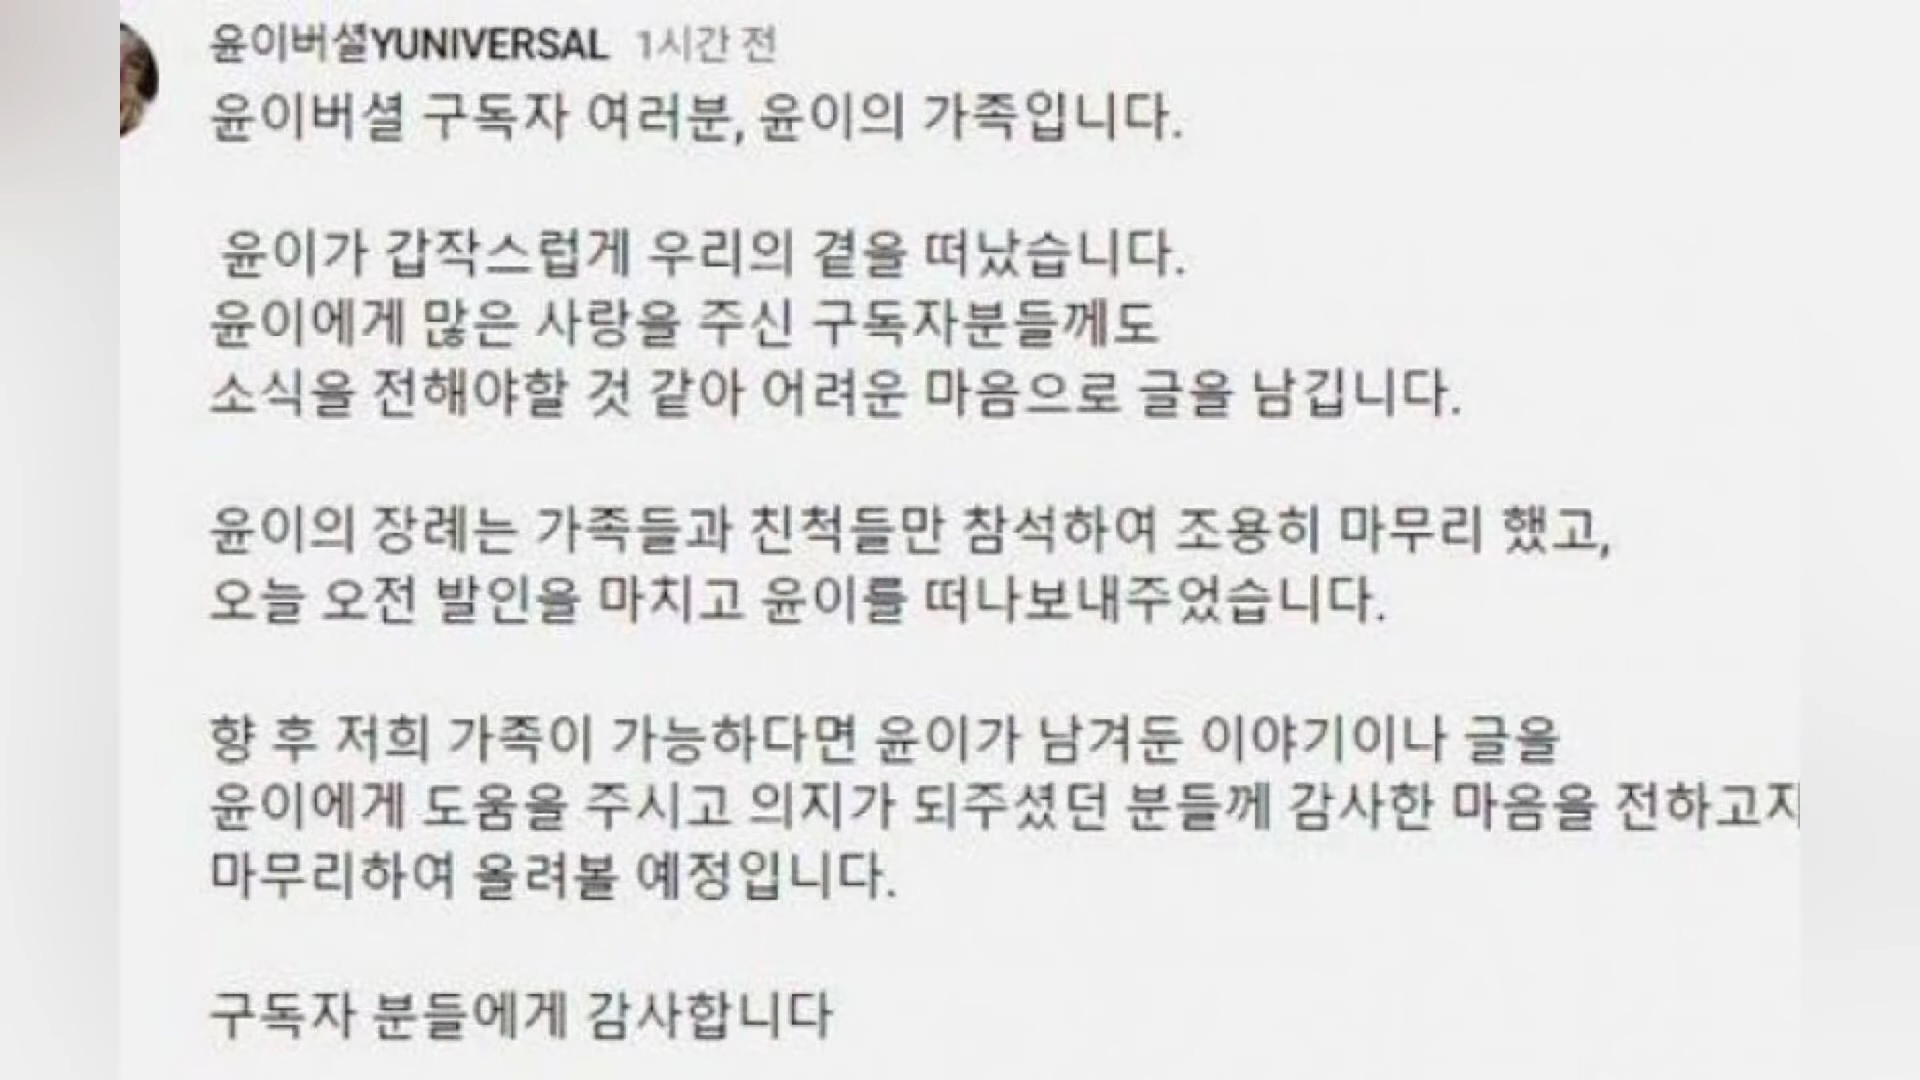 윤이버셜YUNIVERSAL 1시간 전
윤이버셜 구독자 여러분, 윤이의 가족입니다.
윤이가 갑작스럽게 우리의 곁을 떠났습니다.
윤이에게 많은 사랑을 주신 구독자분들께도
소식을 전해야할 것 같아 어려운 마음으로 글을 남깁니다.
윤이의 장례는 가족들과 친척들만 참석하여 조용히 마무리 했고,
오늘 오전 발인을 마치고 윤이를 떠나보내주었습니다.
향 후 저희 가족이 가능하다면 윤이가 남겨둔 이야기이나 글을
윤이에게 도움을 주시고 의지가 되주셨던 분들께 감사한 마음을 전하고자
마무리하여 올려볼 예정입니다.
구독자 분들에게 감사합니다